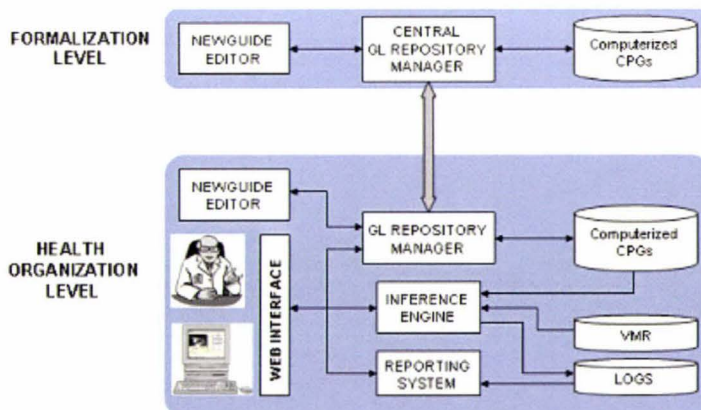 FORMALIZATION
LEVEL
NEWGUIDE
EDITOR
CENTRAL
GL REPOSITORY
MANAGER
Computerized
CPGs
HEALTH
ORGANIZATION
LEVEL
NEWGUIDE
EDITOR
WEB INTERFACE
GL REPOSITORY
MANAGER
Computerized
CPGs
INFERENCE
ENGINE
VMR
REPORTING
SYSTEM
LOGS